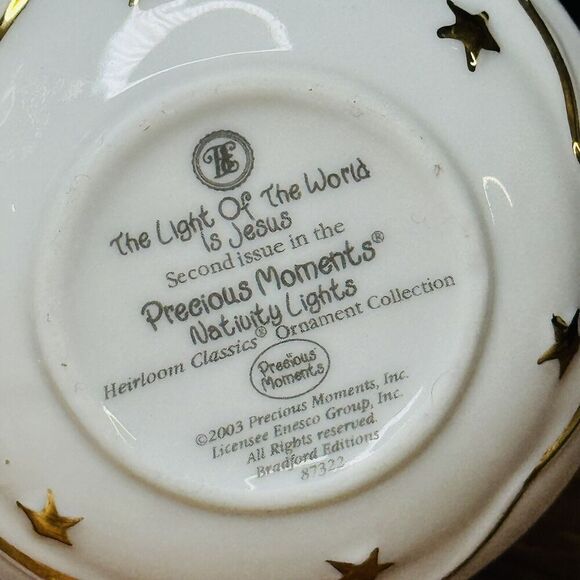 BE
The Light Of The World
Is Jesus
Second issue in the
Precious Moments®
Nativity Lights
Heirloom Classics® Ornament Collection
Precious
Moments
©2003 Precious Moments, Inc.
Licensee Enesco Group, Inc.
All Rights reserved.
Bradford Editions
87322